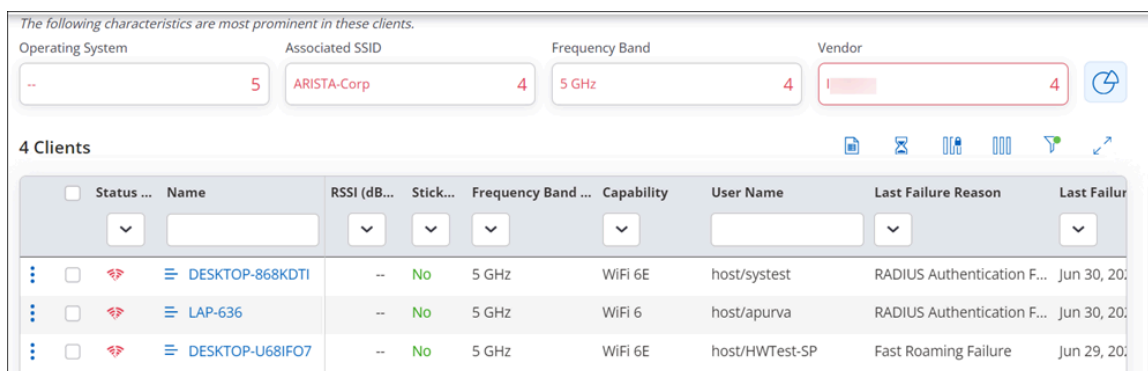 The following characteristics are most prominent in these clients.
Operating System Associated SSID Frequency Band Vendor
-- 5 ARISTA-Corp 4 5 GHz 4 4
4 Clients
Status ... Name RSSI (dB... Stick... Frequency Band ... Capability User Name Last Failure Reason Last Failur
DESKTOP-868KDTI -- No 5 GHz WiFi 6E host/systest RADIUS Authentication F... Jun 30, 20
LAP-636 -- No 5 GHz WiFi 6 host/apurva RADIUS Authentication F... Jun 30, 20
DESKTOP-U68IFO7 -- No 5 GHz WiFi 6E host/HWTest-SP Fast Roaming Failure Jun 29, 20